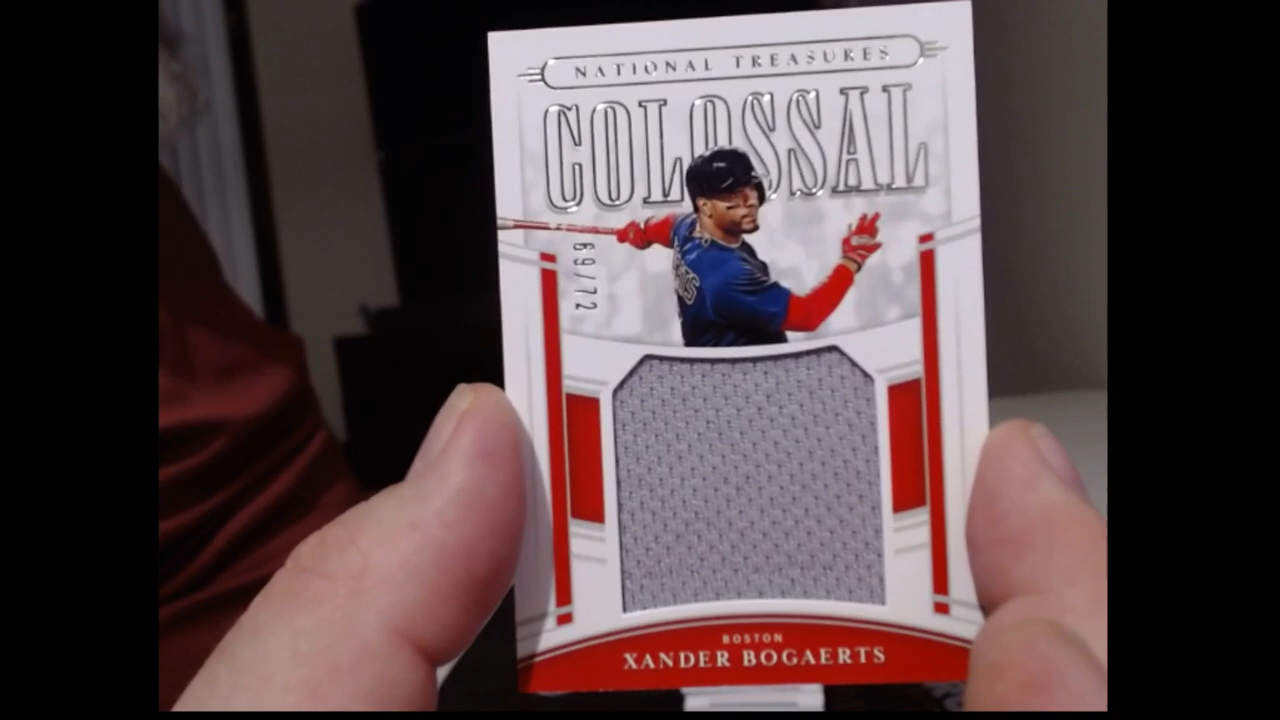 NATIONAL TREASURES
COLOSSAL
69/72
BOSTON
XANDER BOGAERTS